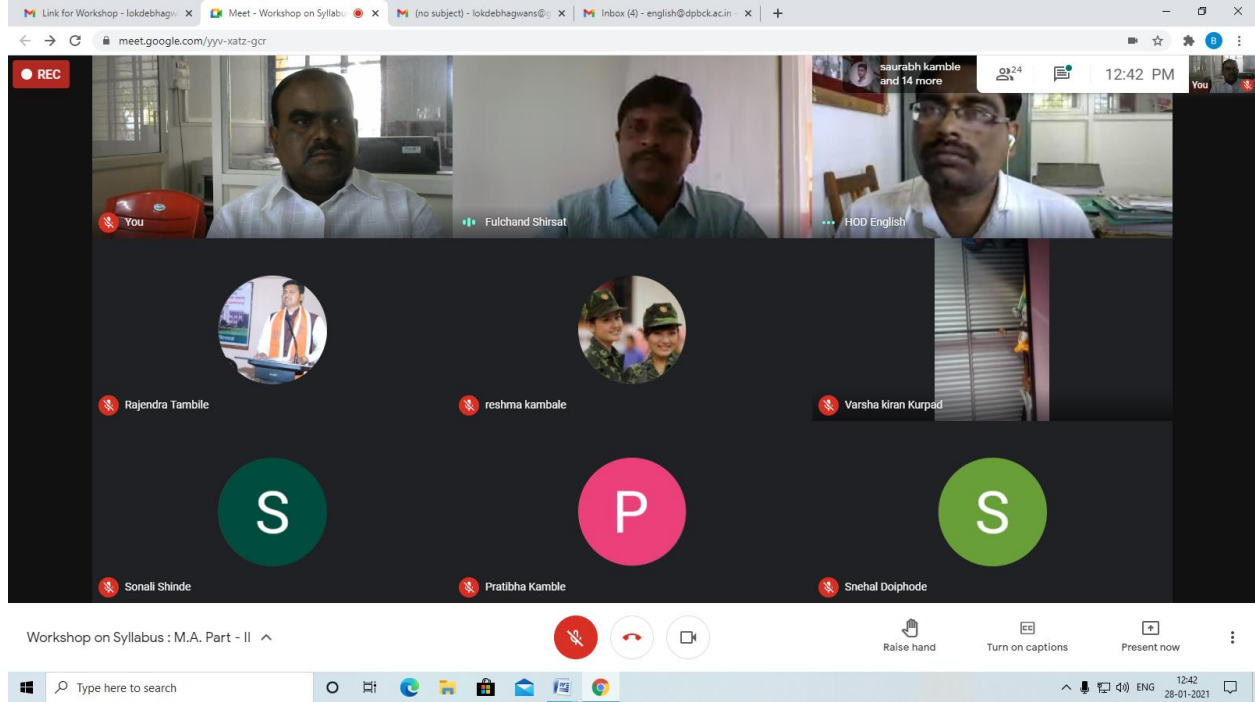 Link for Workshop - lokdebhagw
Meet - Workshop on Syllabu
(no subject) - lokdebhagwans@g
Inbox (4) - english@dpbck.ac.in -
meet.google.com/yyv-xatz-gcr
B
REC
saurabh kamble
and 14 more
24
12:42 PM
You
You
Fulchand Shirsat
HOD English
Rajendra Tambile
reshma kambale
Varsha kiran Kurpad
S
P
S
Sonali Shinde
Pratibha Kamble
Snehal Doiphode
Workshop on Syllabus : M.A. Part - II
Raise hand
CC
Turn on captions
Present now
Type here to search
ENG
12:42
28-01-2021